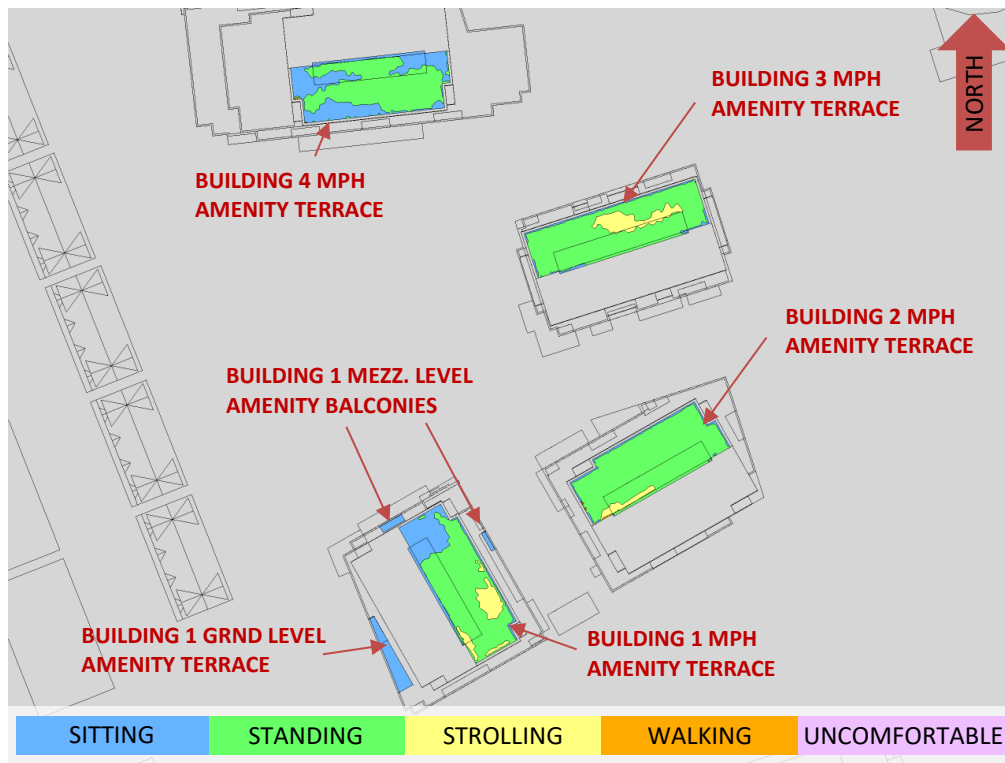 NORTH
BUILDING 3 MPH
AMENITY TERRACE
BUILDING 4 MPH
AMENITY TERRACE
BUILDING 2 MPH
AMENITY TERRACE
BUILDING 1 MEZZ. LEVEL
AMENITY BALCONIES
BUILDING 1 GRND LEVEL
AMENITY TERRACE
BUILDING 1 MPH
AMENITY TERRACE
SITTING
STANDING
STROLLING
WALKING
UNCOMFORTABLE